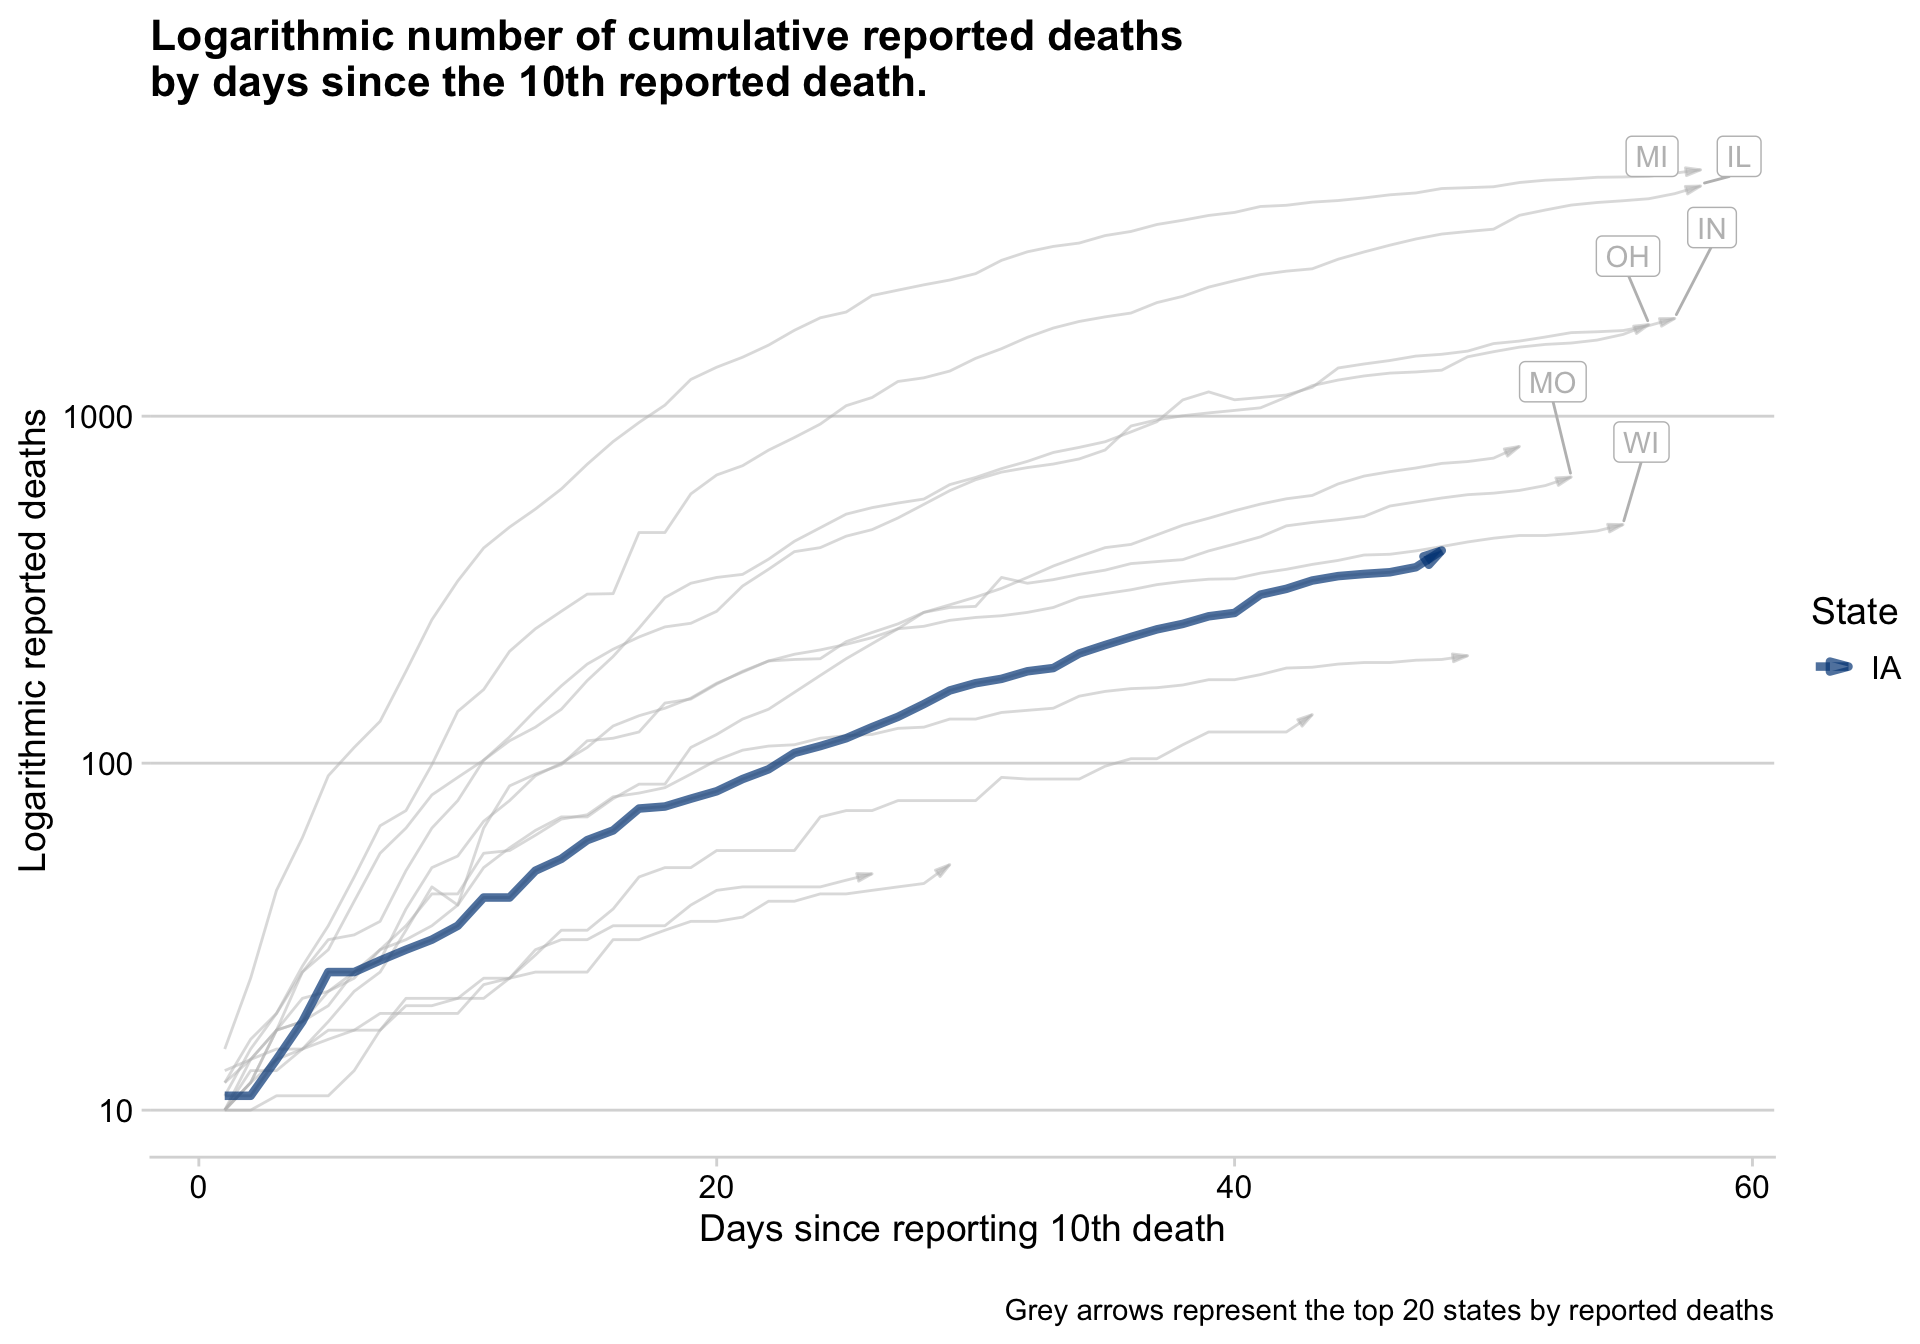 Logarithmic number of cumulative reported deaths
by days since the 10th reported death.
MI
IL
IN
OH
MO
WI
Logarithmic reported deaths
1000
100
10
0
20
40
60
Days since reporting 10th death
State
IA
Grey arrows represent the top 20 states by reported deaths